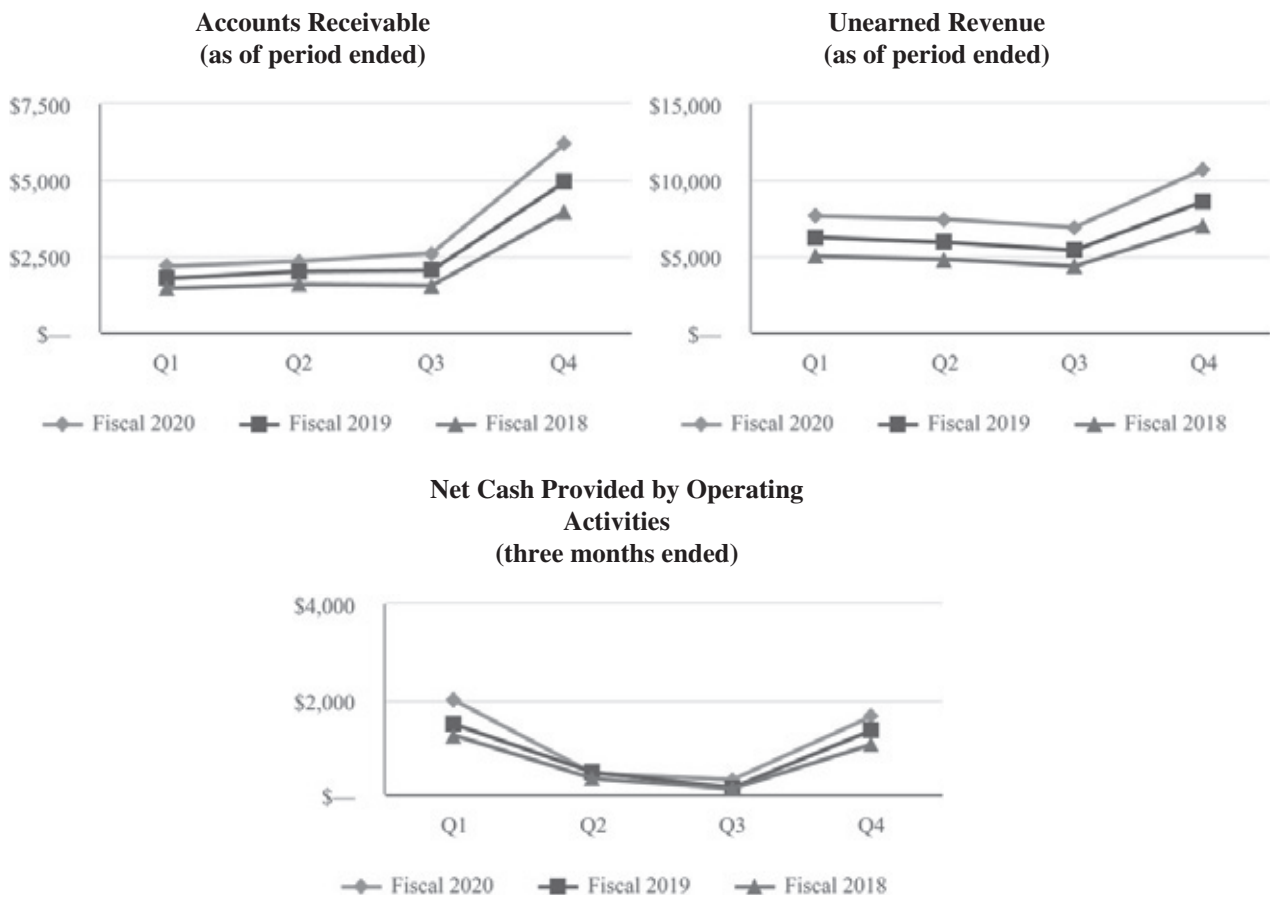 Accounts Receivable
(as of period ended)
$7,500
$5,000
$2,500
$—
Q1 Q2 Q3 Q4
Fiscal 2020 Fiscal 2019 Fiscal 2018
Unearned Revenue
(as of period ended)
$15,000
$10,000
$5,000
$—
Q1 Q2 Q3 Q4
Fiscal 2020 Fiscal 2019 Fiscal 2018
Net Cash Provided by Operating
Activities
(three months ended)
$4,000
$2,000
$—
Q1 Q2 Q3 Q4
Fiscal 2020 Fiscal 2019 Fiscal 2018